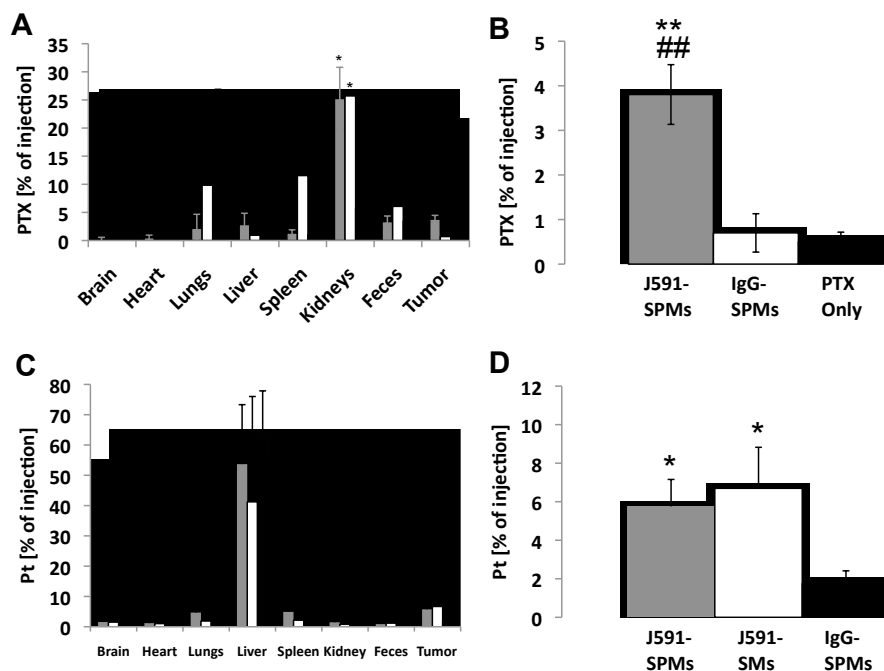 A
PTX [% of injection]
35
30
25
20
15
10
5
0
* *
Brain Heart Lungs Liver Spleen Kidneys Feces Tumor
B
PTX [% of injection]
5
4
3
2
1
0
**
##
J591- IgG- PTX
SPMs SPMs Only
C
Pt [% of injection]
80
70
60
50
40
30
20
10
0
Brain Heart Lungs Liver Spleen Kidney Feces Tumor
D
Pt [% of injection]
12
10
8
6
4
2
0
* *
J591- J591- IgG-
SPMs SMs SPMs